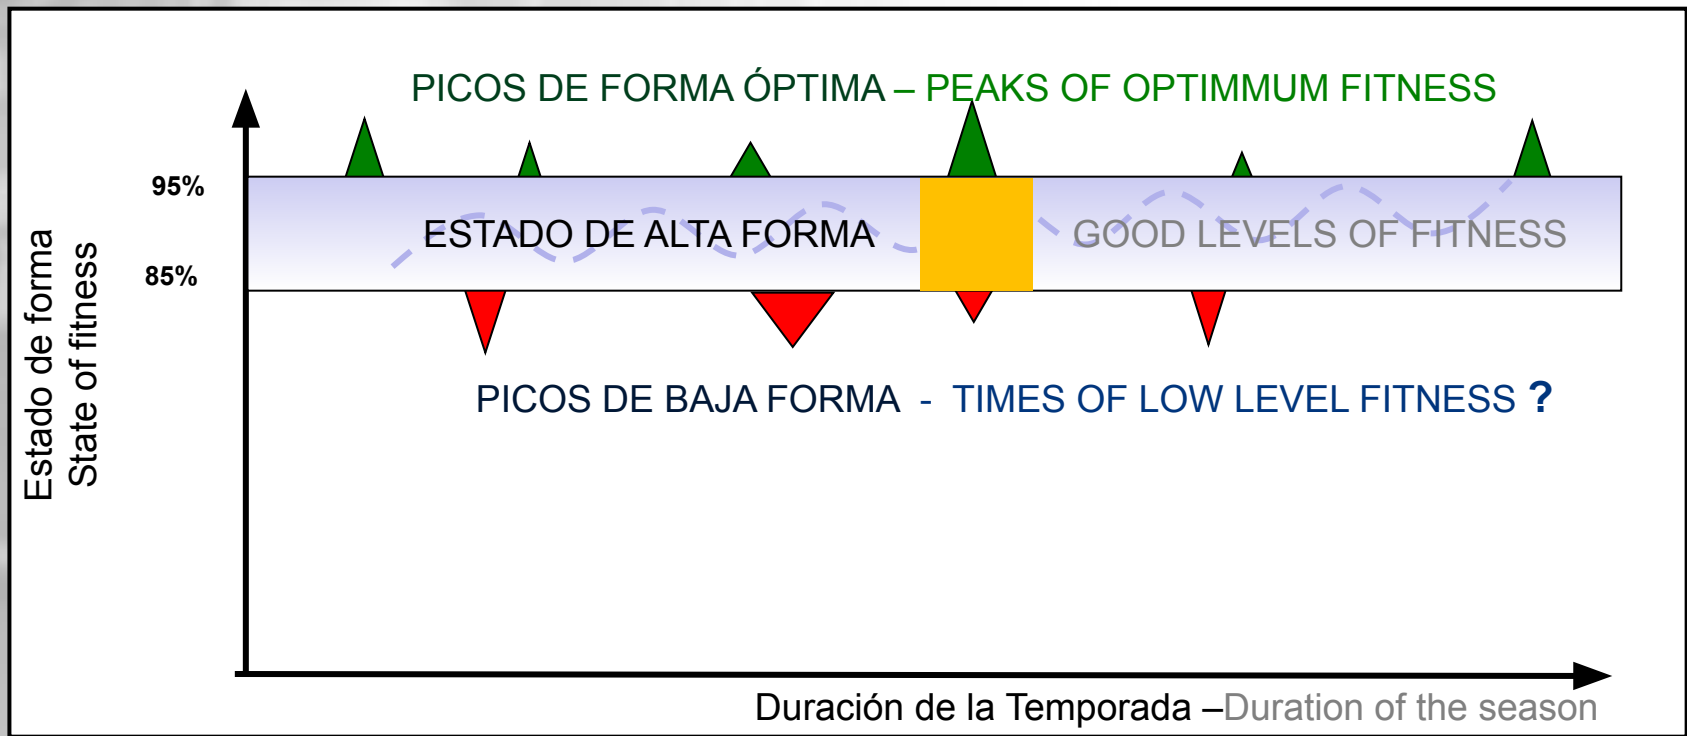 PICOS DE FORMA ÓPTIMA – PEAKS OF OPTIMMUM FITNESS
95%
ESTADO DE ALTA FORMA
GOOD LEVELS OF FITNESS
85%
Estado de forma
State of fitness
PICOS DE BAJA FORMA - TIMES OF LOW LEVEL FITNESS ?
Duración de la Temporada –Duration of the season